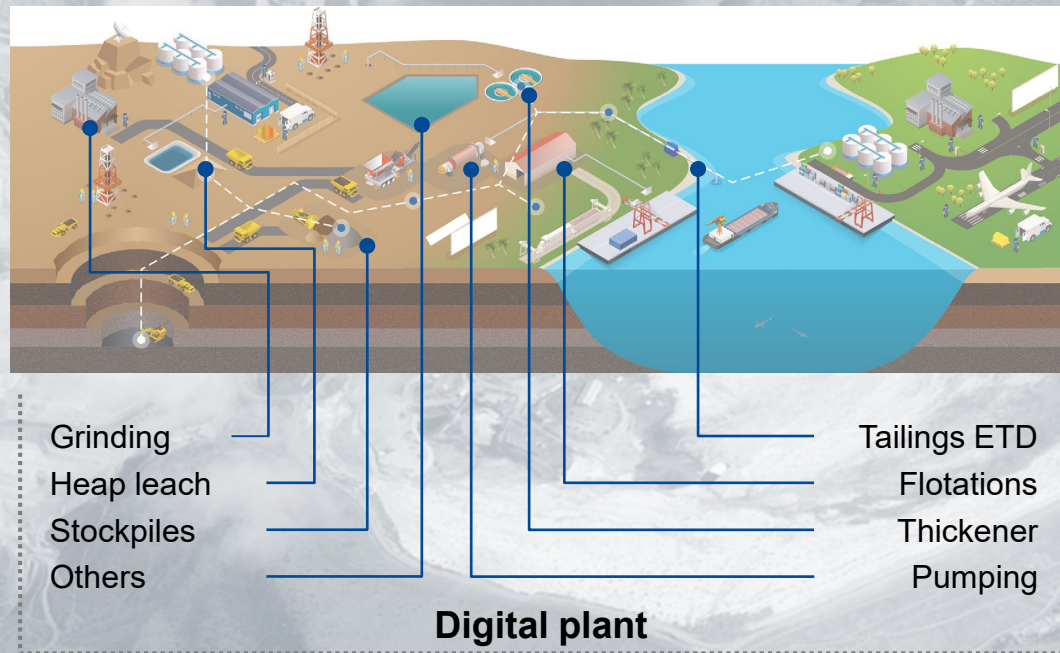 Grinding
Heap leach
Stockpiles
Others
Tailings ETD
Flotations
Thickener
Pumping
Digital plant